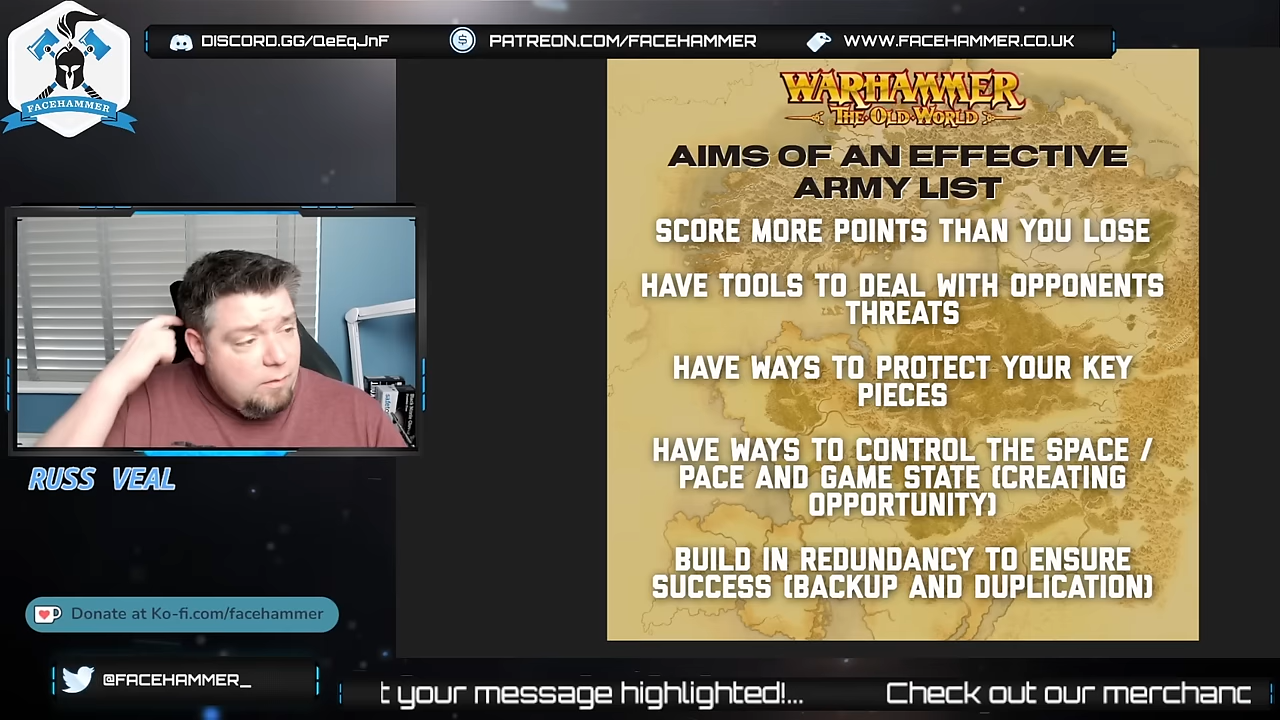 DISCORD.GG/QeEqJnF
PATREON.COM/FACEHAMMER
WWW.FACEHAMMER.CO.UK
FACEHAMMER
WARHAMMER
THE OLD WORLD
AIMS OF AN EFFECTIVE
ARMY LIST
SCORE MORE POINTS THAN YOU LOSE
HAVE TOOLS TO DEAL WITH OPPONENTS
THREATS
HAVE WAYS TO PROTECT YOUR KEY
PIECES
HAVE WAYS TO CONTROL THE SPACE /
PACE AND GAME STATE (CREATING
OPPORTUNITY)
BUILD IN REDUNDANCY TO ENSURE
SUCCESS (BACKUP AND DUPLICATION)
RUSS VEAL
Donate at Ko-fi.com/facehammer
@FACEHAMMER_
t your message highlighted!...
Check out our merchanc